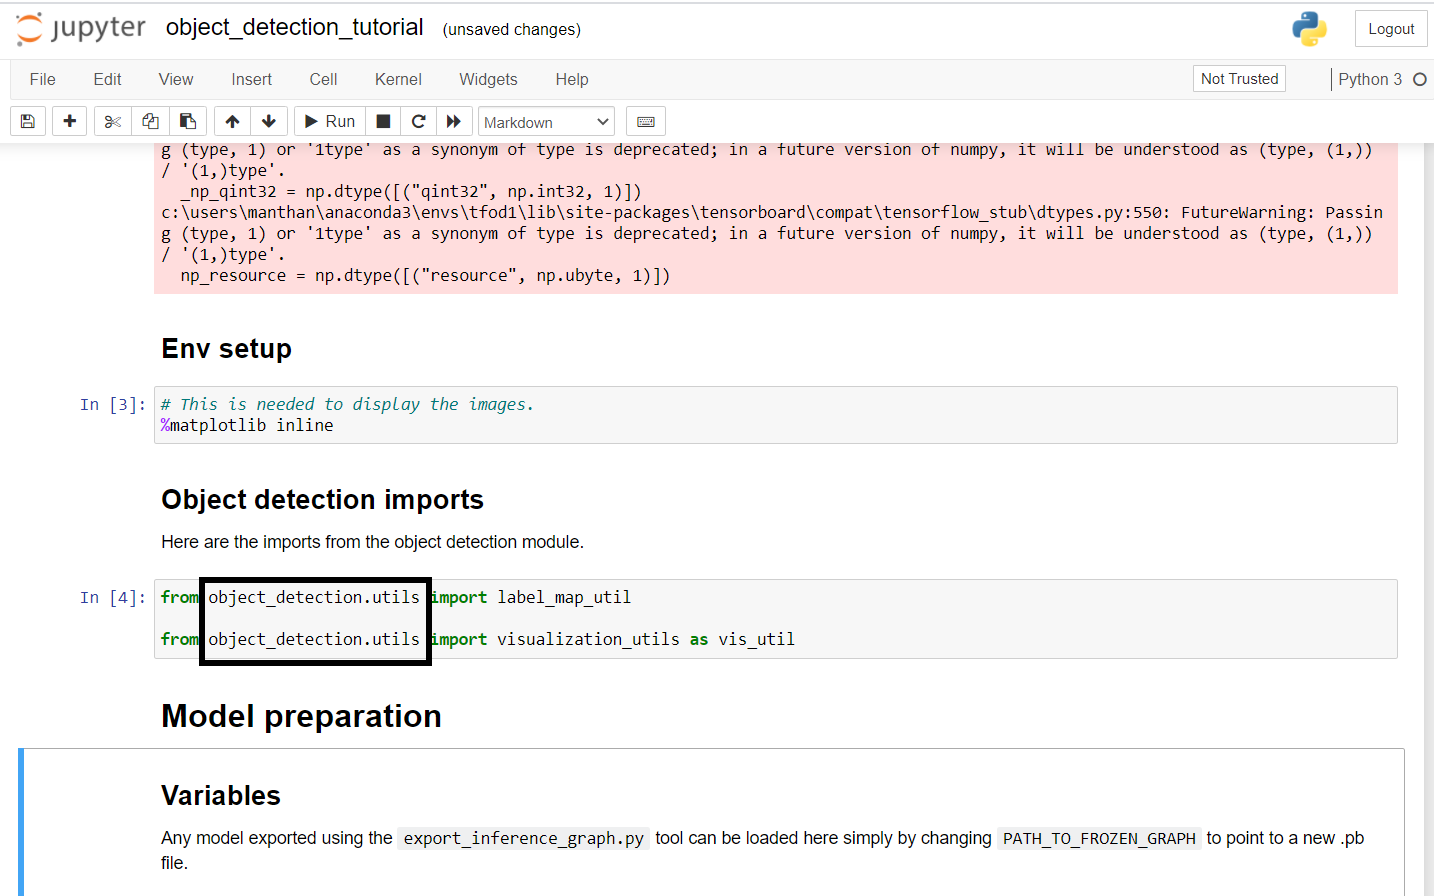 jupyter object_detection_tutorial (unsaved changes) Logout
File Edit View Insert Cell Kernel Widgets Help Not Trusted Python 3
Run Markdown
g (type, 1) or '1type' as a synonym of type is deprecated; in a future version of numpy, it will be understood as (type, (1,))
/ '(1,)type'.
_np_qint32 = np.dtype([("qint32", np.int32, 1)])
c:\users\manthan\anaconda3\envs\tfod1\lib\site-packages\tensorboard\compat\tensorflow_stub\dtypes.py:550: FutureWarning: Passin
g (type, 1) or '1type' as a synonym of type is deprecated; in a future version of numpy, it will be understood as (type, (1,))
/ '(1,)type'.
np_resource = np.dtype([("resource", np.ubyte, 1)])
Env setup
In [3]: # This is needed to display the images.
%matplotlib inline
Object detection imports
Here are the imports from the object detection module.
In [4]: from object_detection.utils import label_map_util
from object_detection.utils import visualization_utils as vis_util
Model preparation
Variables
Any model exported using the export_inference_graph.py tool can be loaded here simply by changing PATH_TO_FROZEN_GRAPH to point to a new .pb
file.